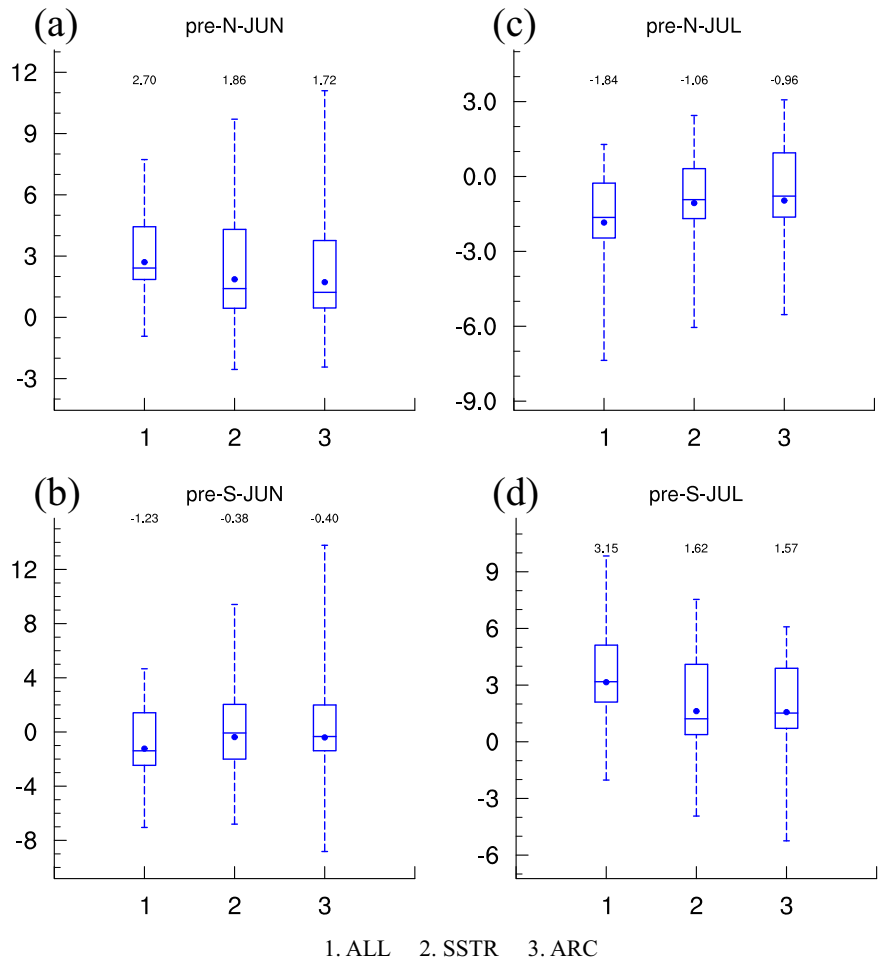 (a) pre-N-JUN
2.70 1.86 1.72
12
9
6
3
0
-3
1 2 3
(c) pre-N-JUL
-1.84 -1.06 -0.96
3.0
0.0
-3.0
-6.0
-9.0
1 2 3
(b) pre-S-JUN
-1.23 -0.38 -0.40
12
8
4
0
-4
-8
1 2 3
(d) pre-S-JUL
3.15 1.62 1.57
9
6
3
0
-3
-6
1 2 3
1. ALL 2. SSTR 3. ARC